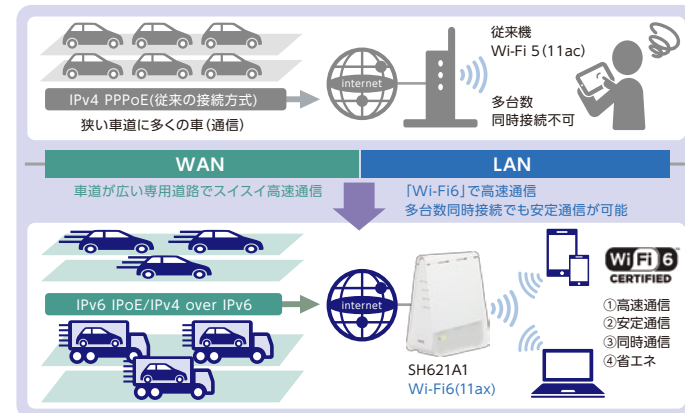 従来機
Wi-Fi 5(11ac)
internet
IPv4 PPPoE(従来の接続方式)
狭い車道に多くの車(通信)
多台数
同時接続不可
WAN
LAN
車道が広い専用道路でスイスイ高速通信
「Wi-Fi6」で高速通信
多台数同時接続でも安定通信が可能
Wi Fi 6
CERTIFIED
IPv6 IPoE/IPv4 over IPv6
internet
①高速通信
②安定通信
③同時通信
④省エネ
SH621A1
Wi-Fi6(11ax)